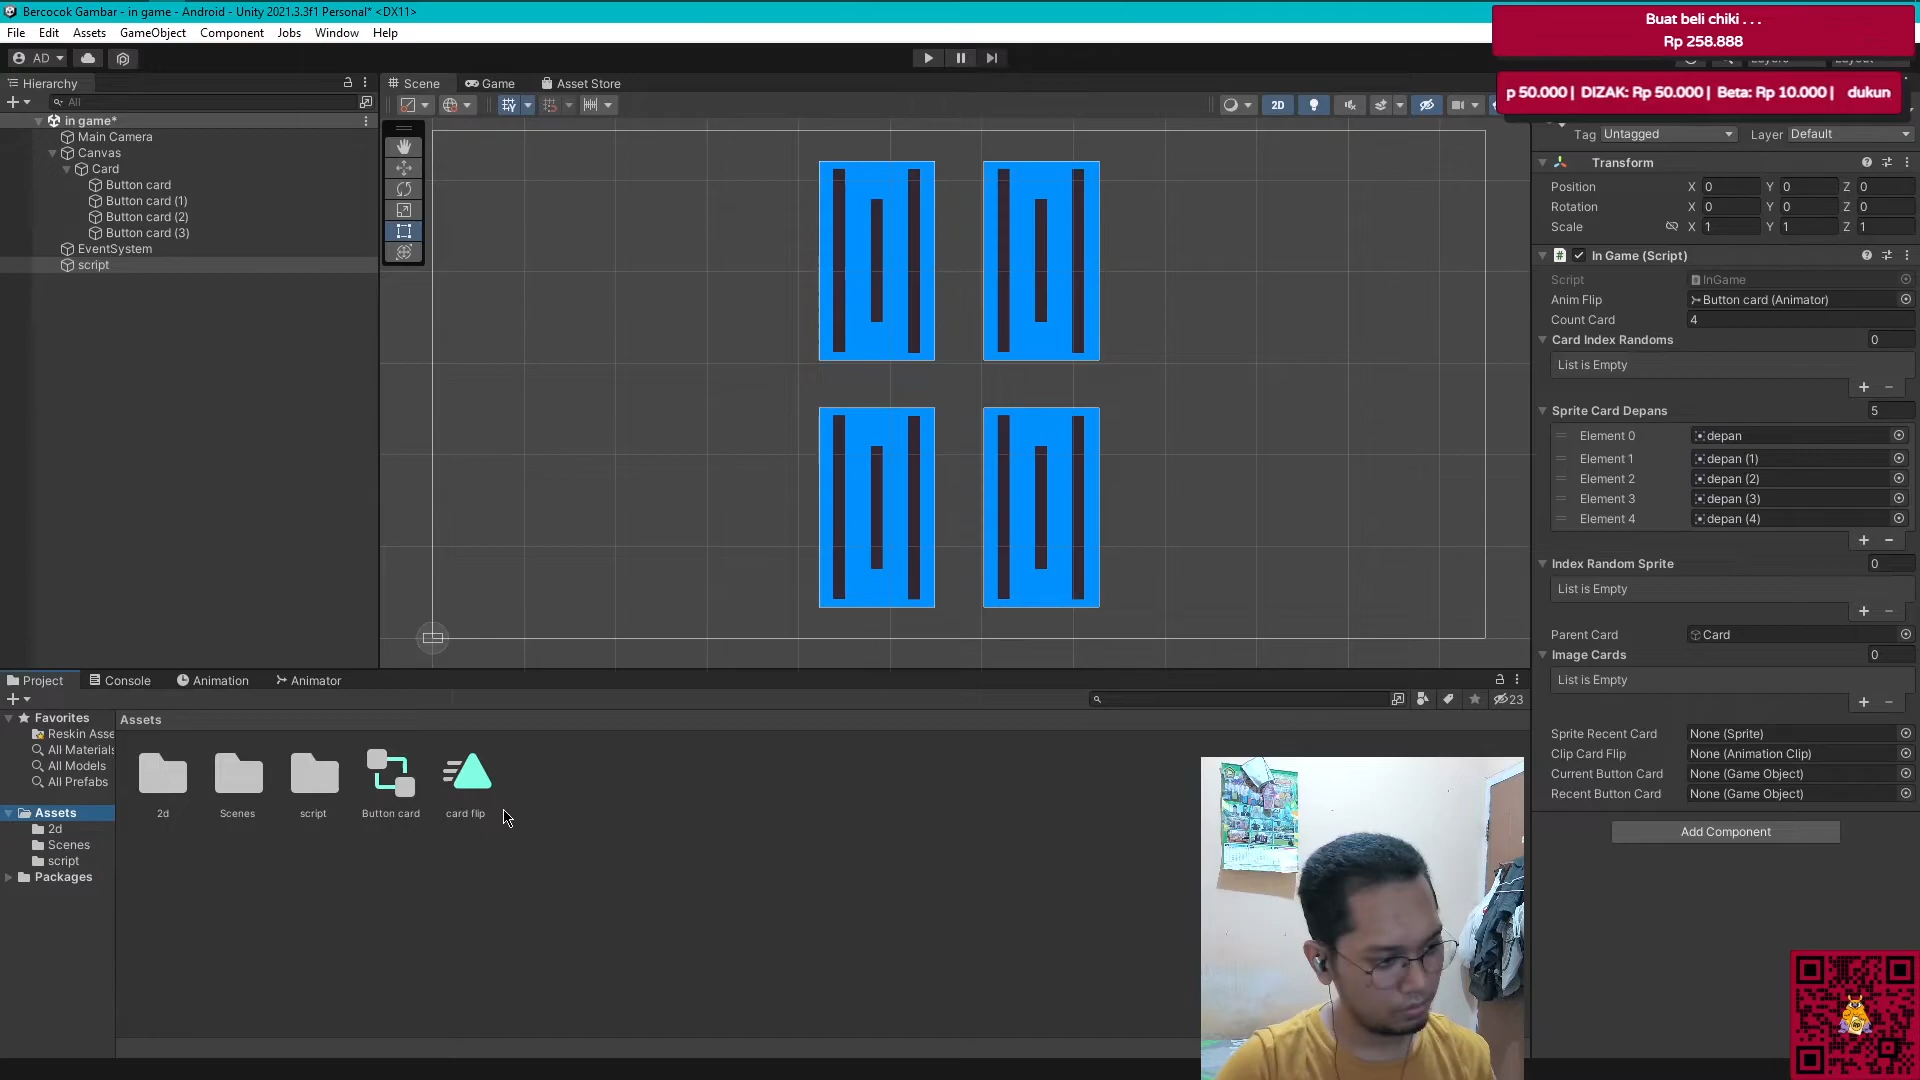 Bercocok Gambar - in game - Android - Unity 2021.3.3f1 Personal* <DX11>
Buat beli chiki . . .
Rp 258.888
File Edit Assets GameObject Component Jobs Window Help
AD
p 50.000 | DIZAK: Rp 50.000 | Beta: Rp 10.000 | dukun
Hierarchy
Scene Game Asset Store
All
2D
in game*
Main Camera
Canvas
Card
Button card
Button card (1)
Button card (2)
Button card (3)
EventSystem
script
Tag Untagged Layer Default
Transform
Position X 0 Y 0 Z 0
Rotation X 0 Y 0 Z 0
Scale X 1 Y 1 Z 1
In Game (Script)
Script InGame
Anim Flip Button card (Animator)
Count Card 4
Card Index Randoms 0
List is Empty
Sprite Card Depans 5
Element 0 depan
Element 1 depan (1)
Element 2 depan (2)
Element 3 depan (3)
Element 4 depan (4)
Index Random Sprite 0
List is Empty
Parent Card Card
Image Cards 0
List is Empty
Sprite Recent Card None (Sprite)
Clip Card Flip None (Animation Clip)
Current Button Card None (Game Object)
Recent Button Card None (Game Object)
Add Component
Project Console Animation Animator
23
Favorites
Reskin Asse
All Materials
All Models
All Prefabs
Assets
2d
Scenes
script
Packages
Assets
2d Scenes script Button card card flip